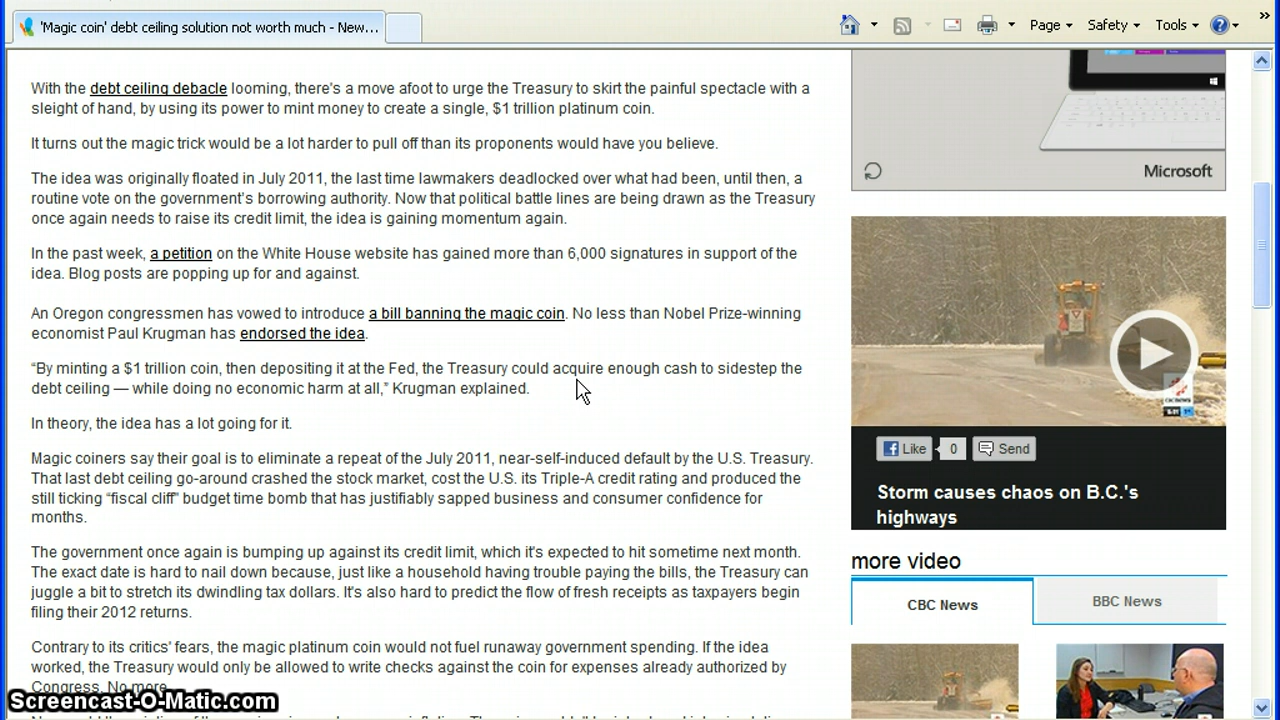 'Magic coin' debt ceiling solution not worth much - New...
Page
Safety
Tools
With the debt ceiling debacle looming, there's a move afoot to urge the Treasury to skirt the painful spectacle with a
sleight of hand, by using its power to mint money to create a single, $1 trillion platinum coin.
It turns out the magic trick would be a lot harder to pull off than its proponents would have you believe.
The idea was originally floated in July 2011, the last time lawmakers deadlocked over what had been, until then, a
routine vote on the government's borrowing authority. Now that political battle lines are being drawn as the Treasury
once again needs to raise its credit limit, the idea is gaining momentum again.
In the past week, a petition on the White House website has gained more than 6,000 signatures in support of the
idea. Blog posts are popping up for and against.
An Oregon congressmen has vowed to introduce a bill banning the magic coin. No less than Nobel Prize-winning
economist Paul Krugman has endorsed the idea.
“By minting a $1 trillion coin, then depositing it at the Fed, the Treasury could acquire enough cash to sidestep the
debt ceiling — while doing no economic harm at all,” Krugman explained.
In theory, the idea has a lot going for it.
Magic coiners say their goal is to eliminate a repeat of the July 2011, near-self-induced default by the U.S. Treasury.
That last debt ceiling go-around crashed the stock market, cost the U.S. its Triple-A credit rating and produced the
still ticking “fiscal cliff” budget time bomb that has justifiably sapped business and consumer confidence for
months.
The government once again is bumping up against its credit limit, which it's expected to hit sometime next month.
The exact date is hard to nail down because, just like a household having trouble paying the bills, the Treasury can
juggle a bit to stretch its dwindling tax dollars. It's also hard to predict the flow of fresh receipts as taxpayers begin
filing their 2012 returns.
Contrary to its critics' fears, the magic platinum coin would not fuel runaway government spending. If the idea
worked, the Treasury would only be allowed to write checks against the coin for expenses already authorized by
Congress. No more.
Screencast-O-Matic.com
Microsoft
CBC NEWS
Like
0
Send
Storm causes chaos on B.C.'s
highways
more video
CBC News
BBC News